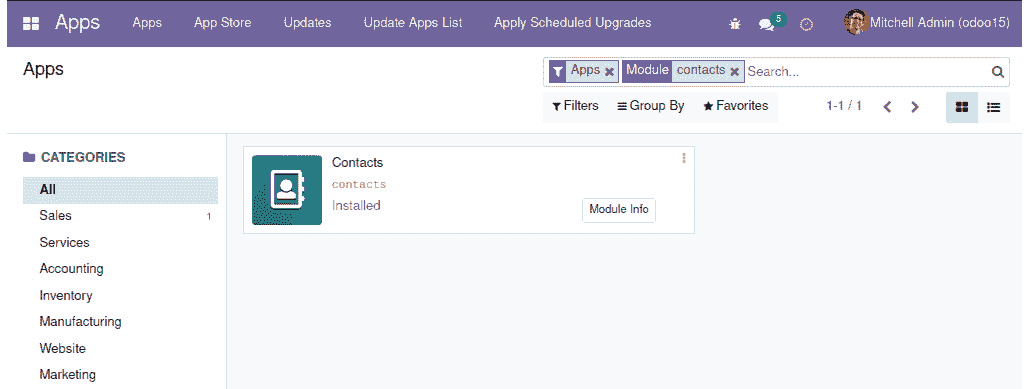 Apps Apps App Store Updates Update Apps List Apply Scheduled Upgrades 5 Mitchell Admin (odoo15)
Apps
Apps Module contacts Search...
Filters Group By Favorites 1-1 / 1
CATEGORIES
All
Sales 1
Services
Accounting
Inventory
Manufacturing
Website
Marketing
Contacts
contacts
Installed
Module Info